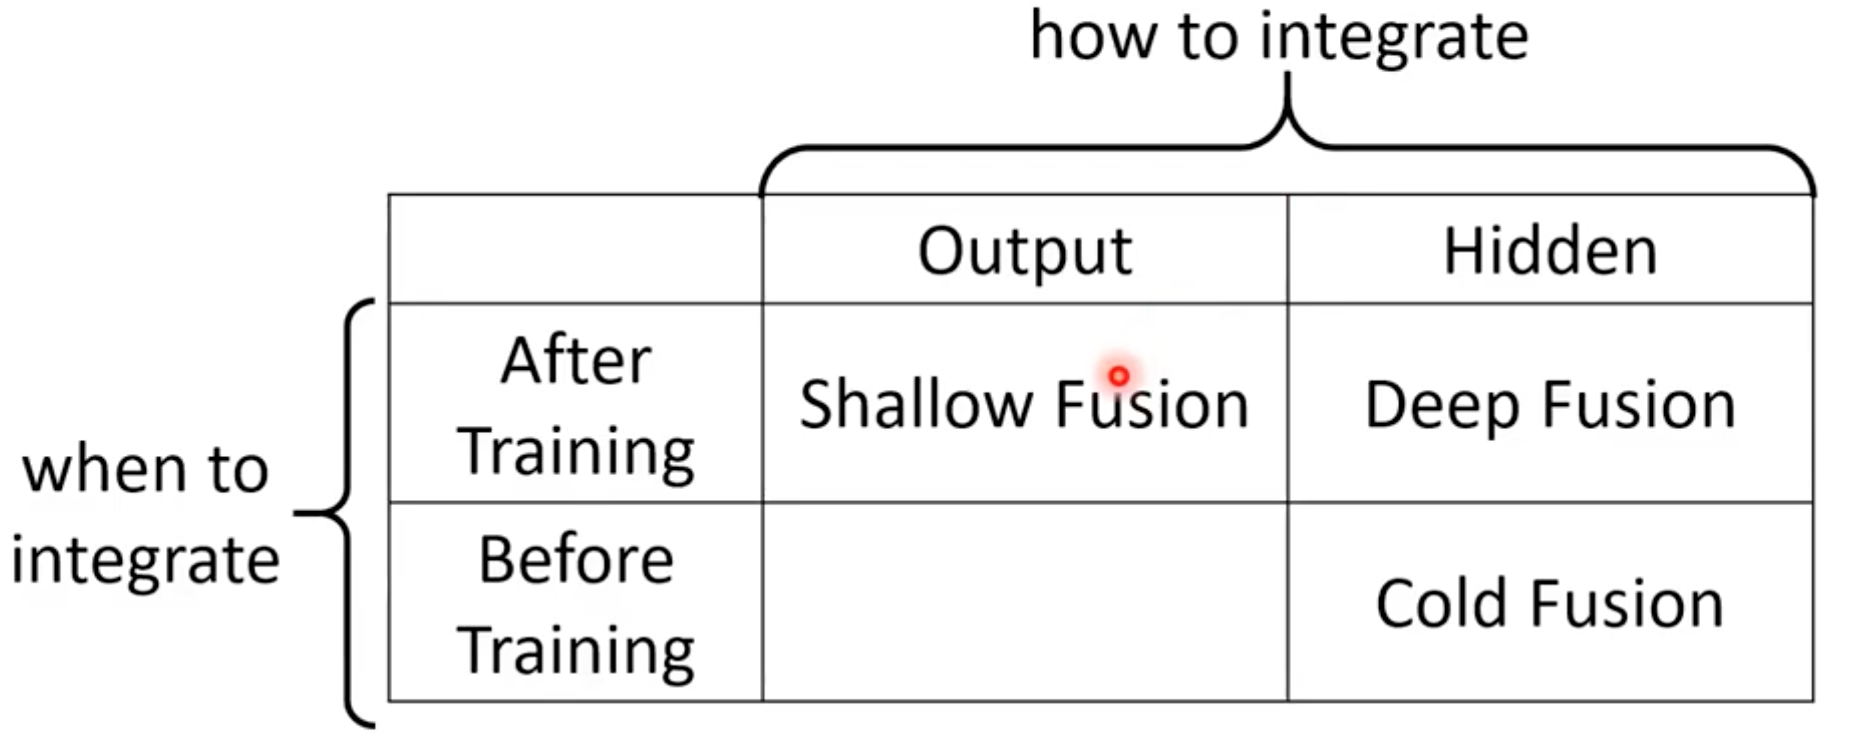 how to integrate
Output Hidden
After
Training
Shallow Fusion Deep Fusion
when to
integrate
Before
Training
Cold Fusion